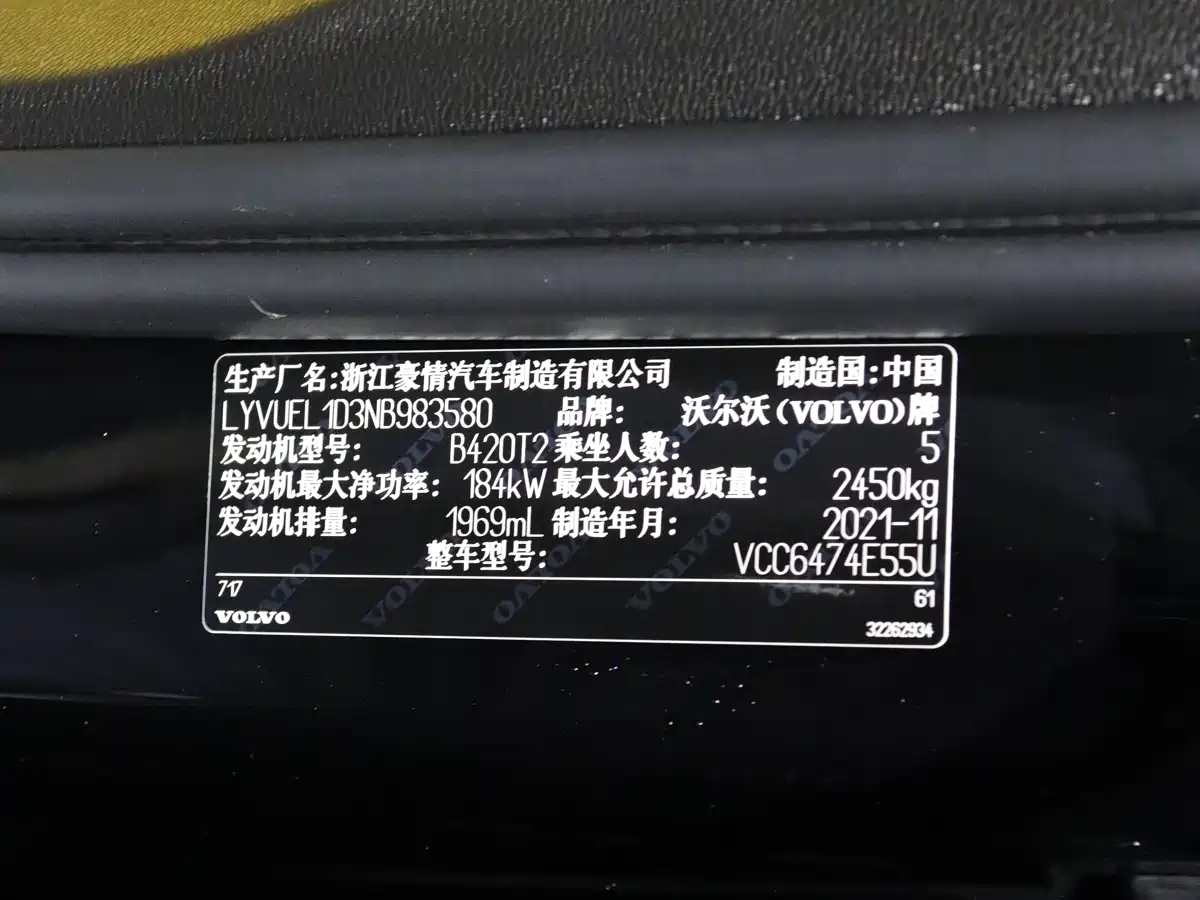 生产厂名:浙江豪情汽车制造有限公司 制造国:中国
LYVUEL1D3NB983580 品牌: 沃尔沃(VOLVO)牌
发动机型号: B420T2 乘坐人数: 5
发动机最大净功率: 184kW 最大允许总质量: 2450kg
发动机排量: 1969mL 制造年月: 2021-11
整车型号: VCC6474E55U
717 61
VOLVO 32262934